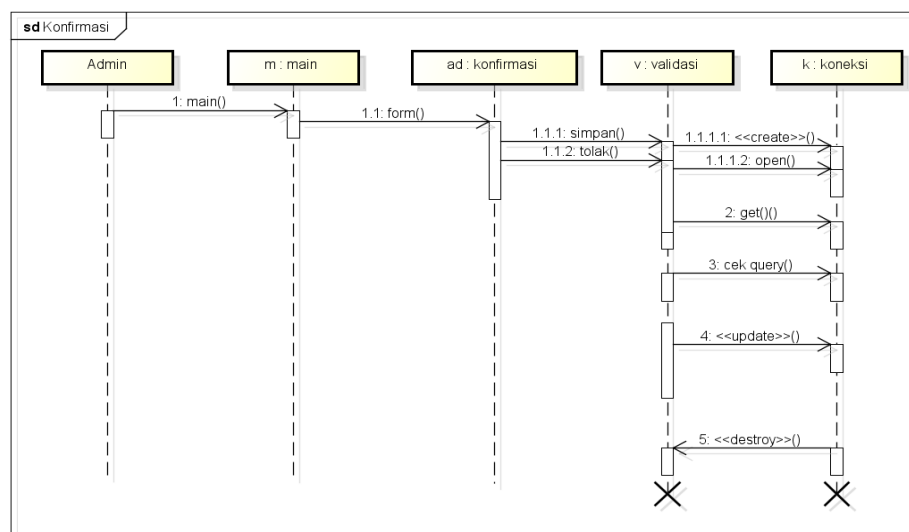 sd Konfirmasi
Admin
m : main
ad : konfirmasi
v : validasi
k : koneksi
1: main()
1.1: form()
1.1.1: simpan()
1.1.1.1: <<create>>()
1.1.2: tolak()
1.1.1.2: open()
2: get()()
3: cek query()
4: <<update>>()
5: <<destroy>>()